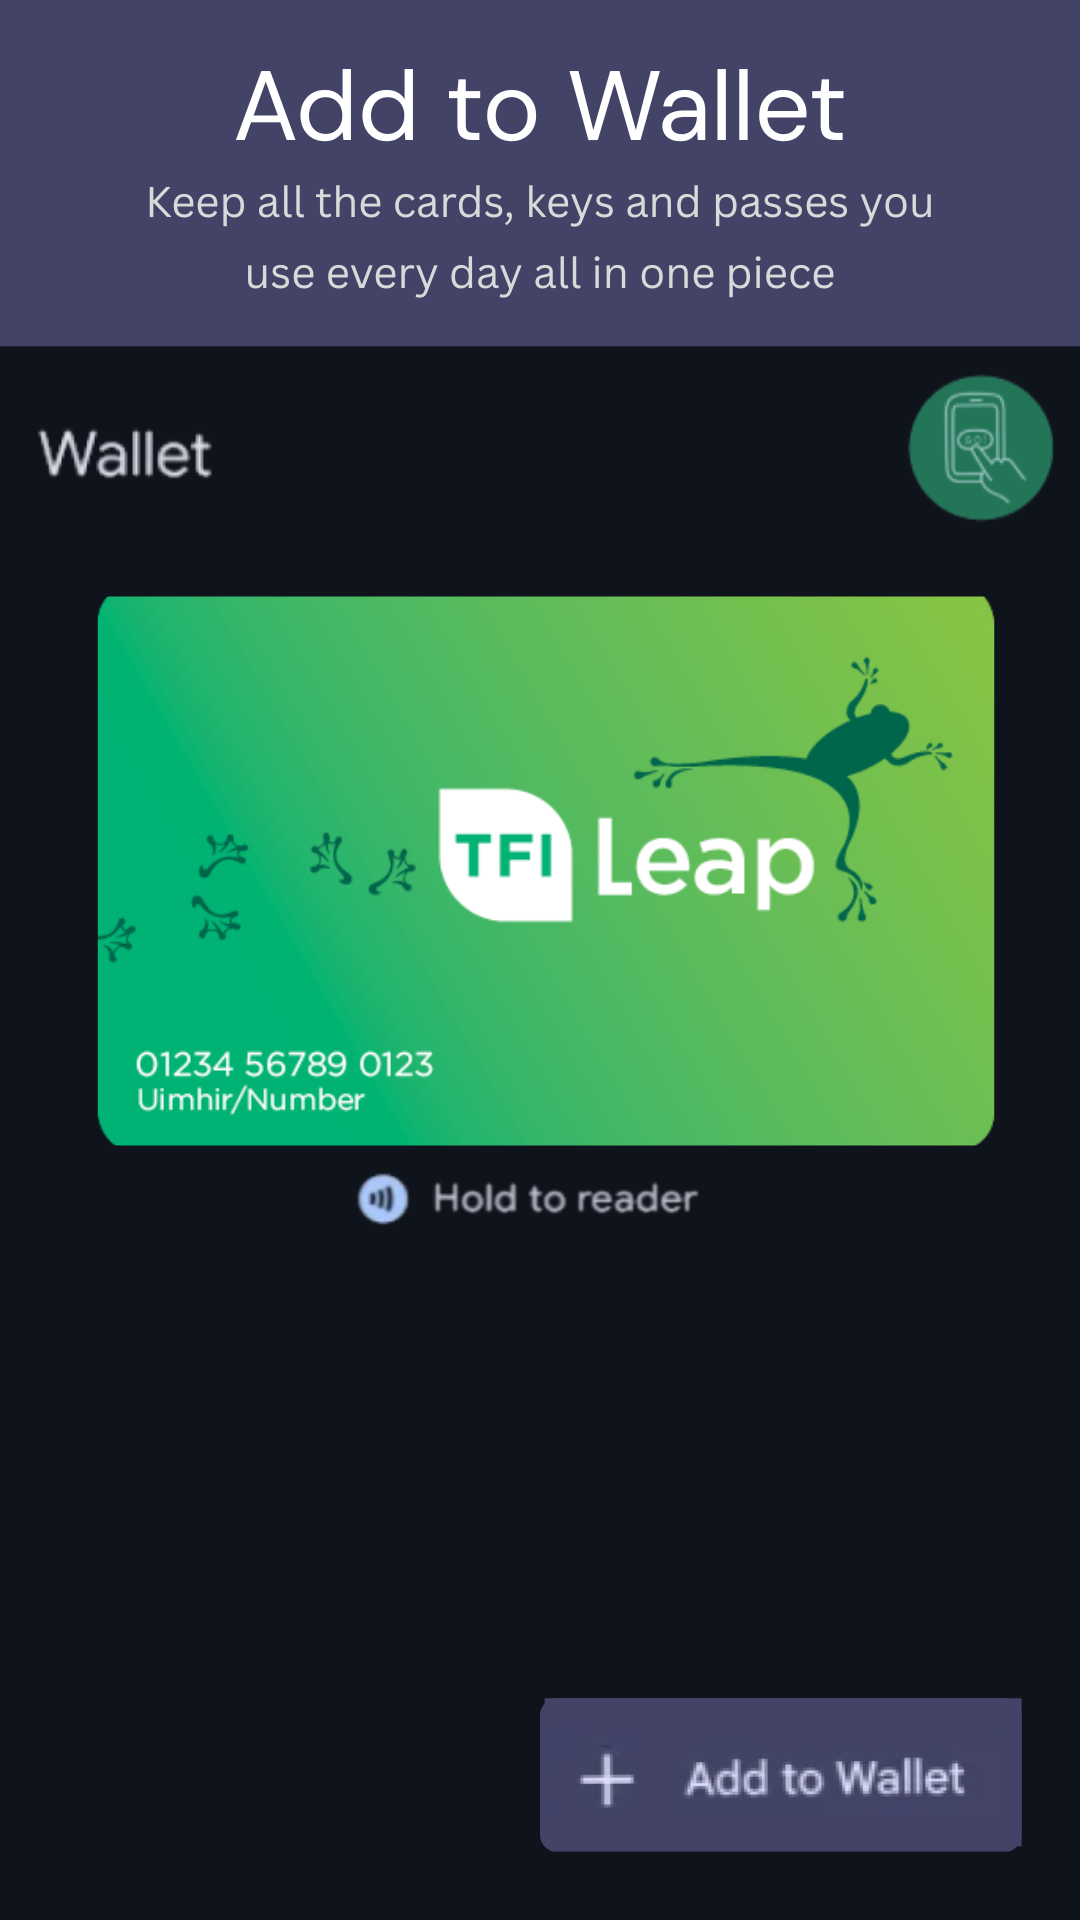 Add to Wallet
Keep all the cards, keys and passes you
use every day all in one piece
Wallet
GO!
TFI Leap
01234 56789 0123
Uimhir/Number
Hold to reader
Add to Wallet